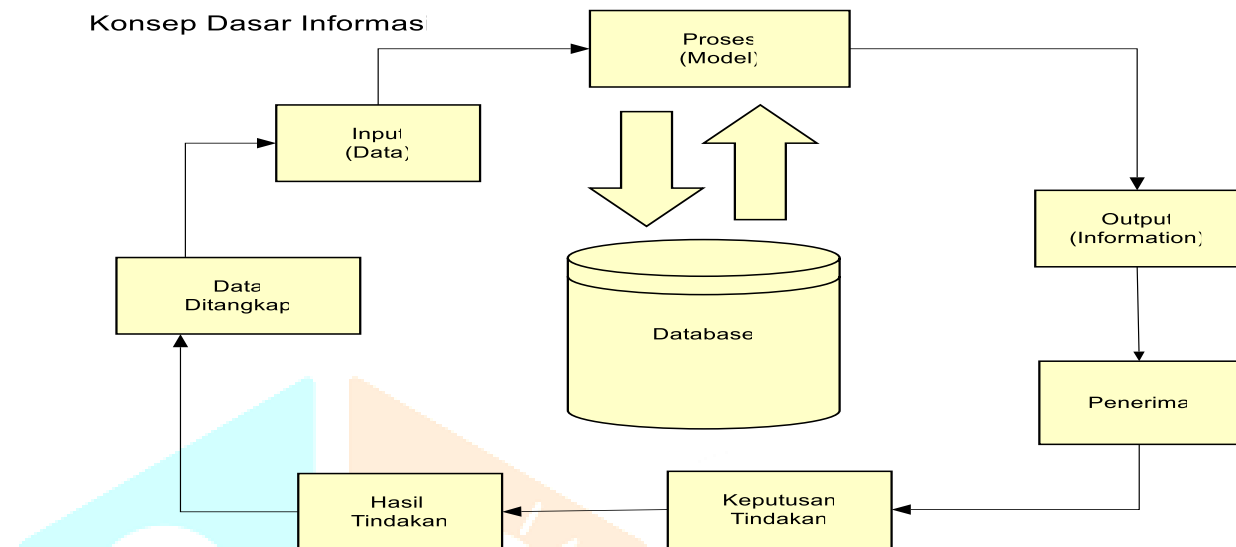 Konsep Dasar Informasi
Proses
(Model)
Input
(Data)
Output
(Information)
Data
Ditangkap
Database
Penerima
Keputusan
Tindakan
Hasil
Tindakan